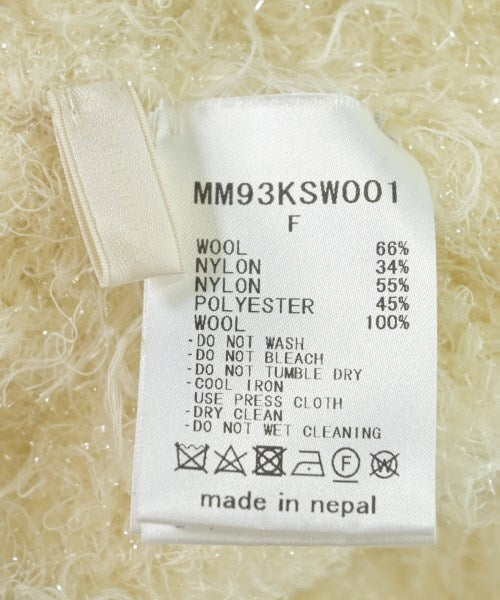 MM93KSW001
F
WOOL 66%
NYLON 34%
NYLON 55%
POLYESTER 45%
WOOL 100%
-DO NOT WASH
-DO NOT BLEACH
-DO NOT TUMBLE DRY
-COOL IRON
USE PRESS CLOTH
-DRY CLEAN
-DO NOT WET CLEANING
F W
made in nepal